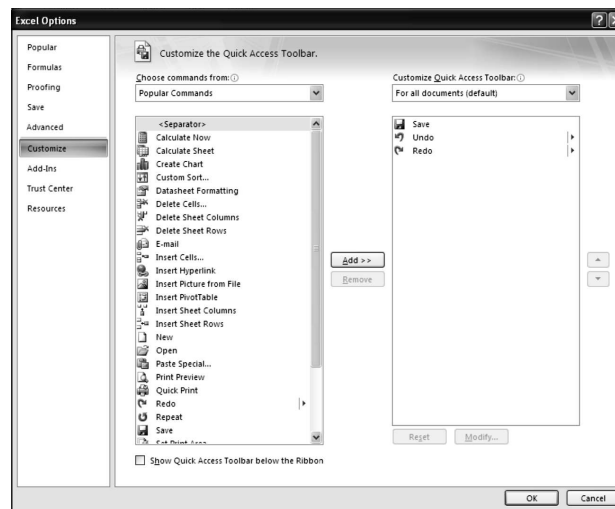 Excel Options
Popular
Formulas
Proofing
Save
Advanced
Customize
Add-Ins
Trust Center
Resources
Customize the Quick Access Toolbar.
Choose commands from:
Popular Commands
<Separator>
Calculate Now
Calculate Sheet
Create Chart
Custom Sort...
Datasheet Formatting
Delete Cells...
Delete Sheet Columns
Delete Sheet Rows
E-mail
Insert Cells...
Insert Hyperlink
Insert Picture from File
Insert PivotTable
Insert Sheet Columns
Insert Sheet Rows
New
Open
Paste Special...
Print Preview
Quick Print
Redo
Repeat
Save
Set Print Area
Show Quick Access Toolbar below the Ribbon
Add >>
Remove
Customize Quick Access Toolbar:
For all documents (default)
Save
Undo
Redo
Reset
Modify...
OK
Cancel